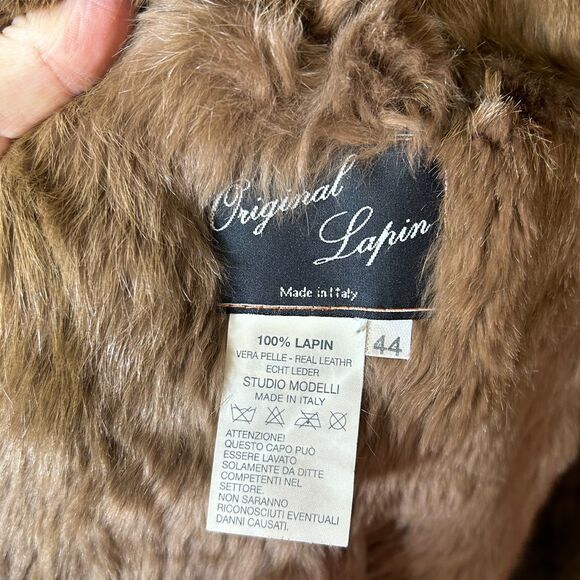 Original
Lapin
Made in Italy
44
100% LAPIN
VERA PELLE - REAL LEATHR
ECHT LEDER
STUDIO MODELLI
MADE IN ITALY
ATTENZIONE!
QUESTO CAPO PUÒ
ESSERE LAVATO
SOLAMENTE DA DITTE
COMPETENTI NEL
SETTORE.
NON SARANNO
RICONOSCIUTI EVENTUALI
DANNI CAUSATI.